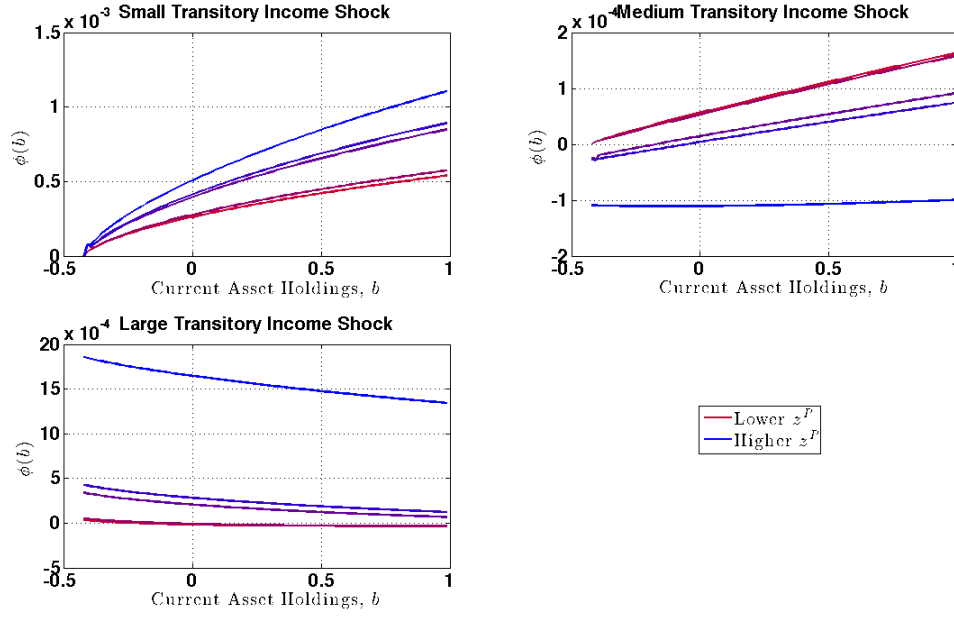 Small Transitory Income Shock
x 10^-3
1.5
1
0.5
0
-0.5
0
0.5
1
ϕ(b)
Current Asset Holdings, b
Medium Transitory Income Shock
x 10^-4
2
1
0
-1
-2
-0.5
0
0.5
1
ϕ(b)
Current Asset Holdings, b
Large Transitory Income Shock
x 10^-4
20
15
10
5
0
-5
-0.5
0
0.5
1
ϕ(b)
Current Asset Holdings, b
Lower z^P
Higher z^P